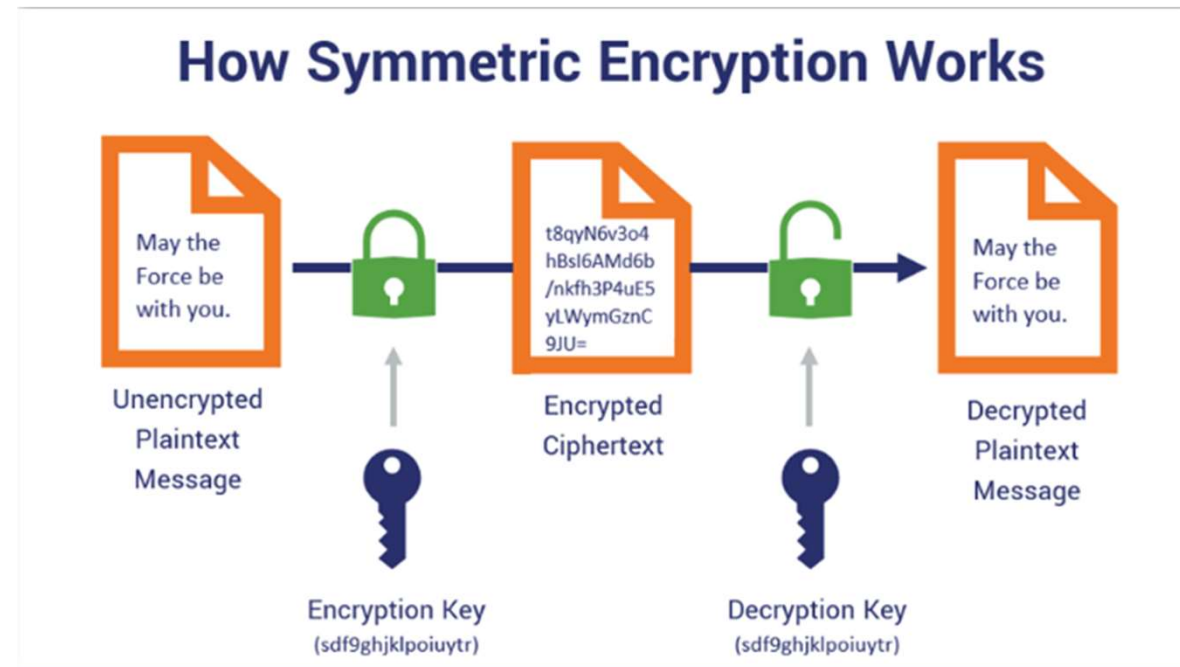 How Symmetric Encryption Works
May the
Force be
with you.
Unencrypted
Plaintext
Message
Encryption Key
(sdf9ghjklpoiuytr)
t8qyN6v3o4
hBsI6AMd6b
/nkfh3P4uE5
yLWymGznC
9JU=
Encrypted
Ciphertext
Decryption Key
(sdf9ghjklpoiuytr)
May the
Force be
with you.
Decrypted
Plaintext
Message